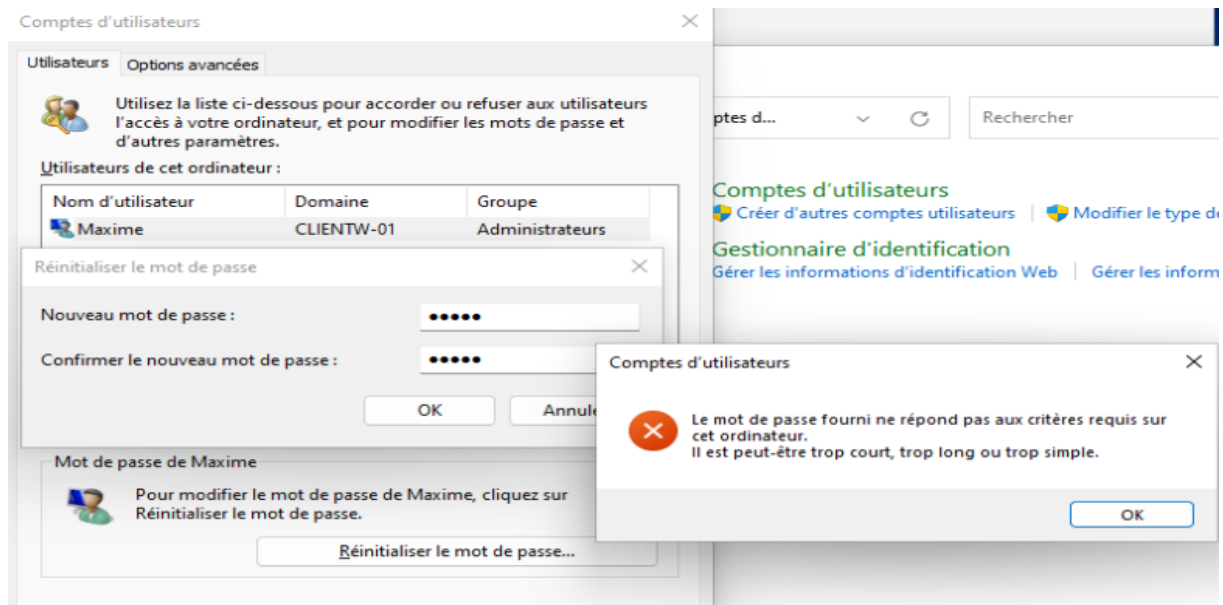 Comptes d'utilisateurs
Utilisateurs
Options avancées
Utilisez la liste ci-dessous pour accorder ou refuser aux utilisateurs
l'accès à votre ordinateur, et pour modifier les mots de passe et
d'autres paramètres.
Utilisateurs de cet ordinateur :
Nom d'utilisateur Domaine Groupe
Maxime CLIENTW-01 Administrateurs
Réinitialiser le mot de passe
Nouveau mot de passe : •••••
Confirmer le nouveau mot de passe : •••••
OK
Mot de passe de Maxime
Pour modifier le mot de passe de Maxime, cliquez sur
Réinitialiser le mot de passe.
Réinitialiser le mot de passe...
Rechercher
Comptes d'utilisateurs
Créer d'autres comptes utilisateurs Modifier le type
Gestionnaire d'identification
Gérer les informations d'identification Web Gérer les
Comptes d'utilisateurs
Le mot de passe fourni ne répond pas aux critères requis sur
cet ordinateur.
Il est peut-être trop court, trop long ou trop simple.
OK